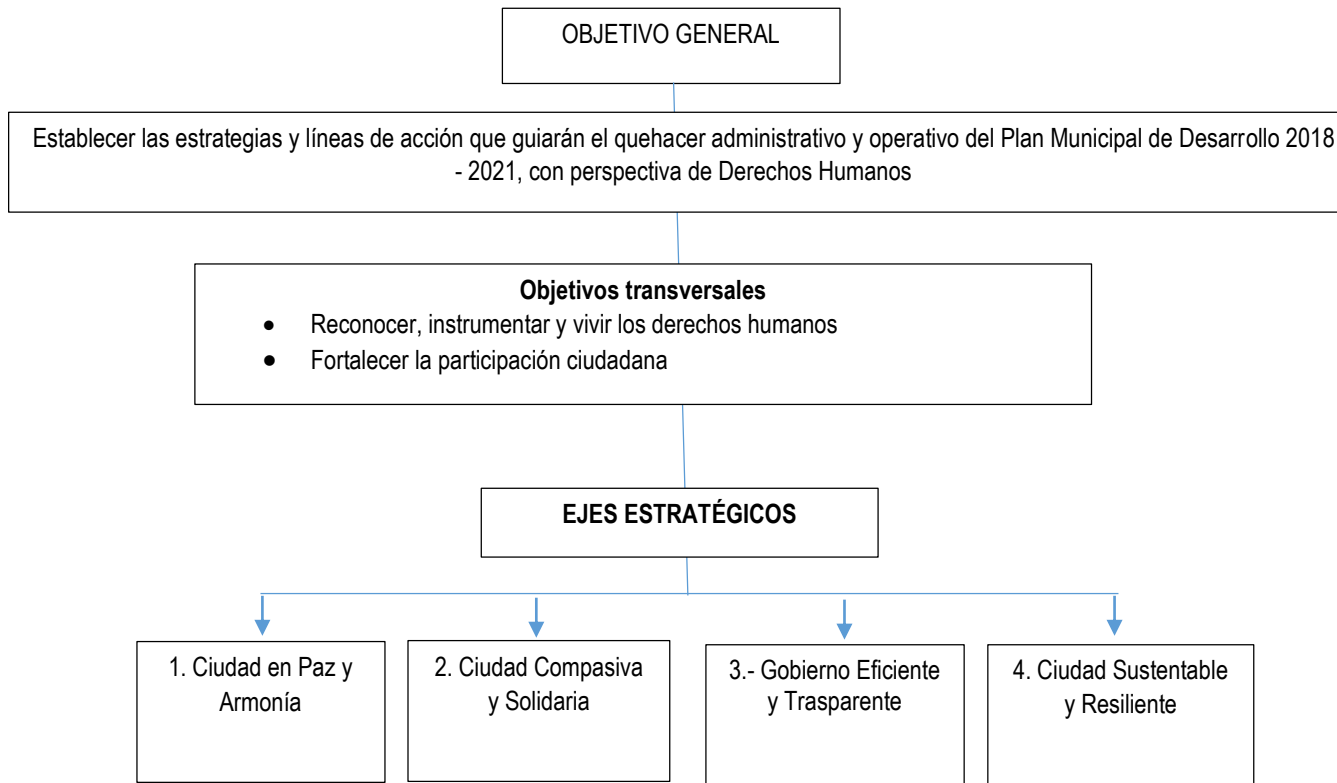 OBJETIVO GENERAL
Establecer las estrategias y líneas de acción que guiarán el quehacer administrativo y operativo del Plan Municipal de Desarrollo 2018
- 2021, con perspectiva de Derechos Humanos
Objetivos transversales
● Reconocer, instrumentar y vivir los derechos humanos
● Fortalecer la participación ciudadana
EJES ESTRATÉGICOS
1. Ciudad en Paz y
Armonía
2. Ciudad Compasiva
y Solidaria
3.- Gobierno Eficiente
y Trasparente
4. Ciudad Sustentable
y Resiliente